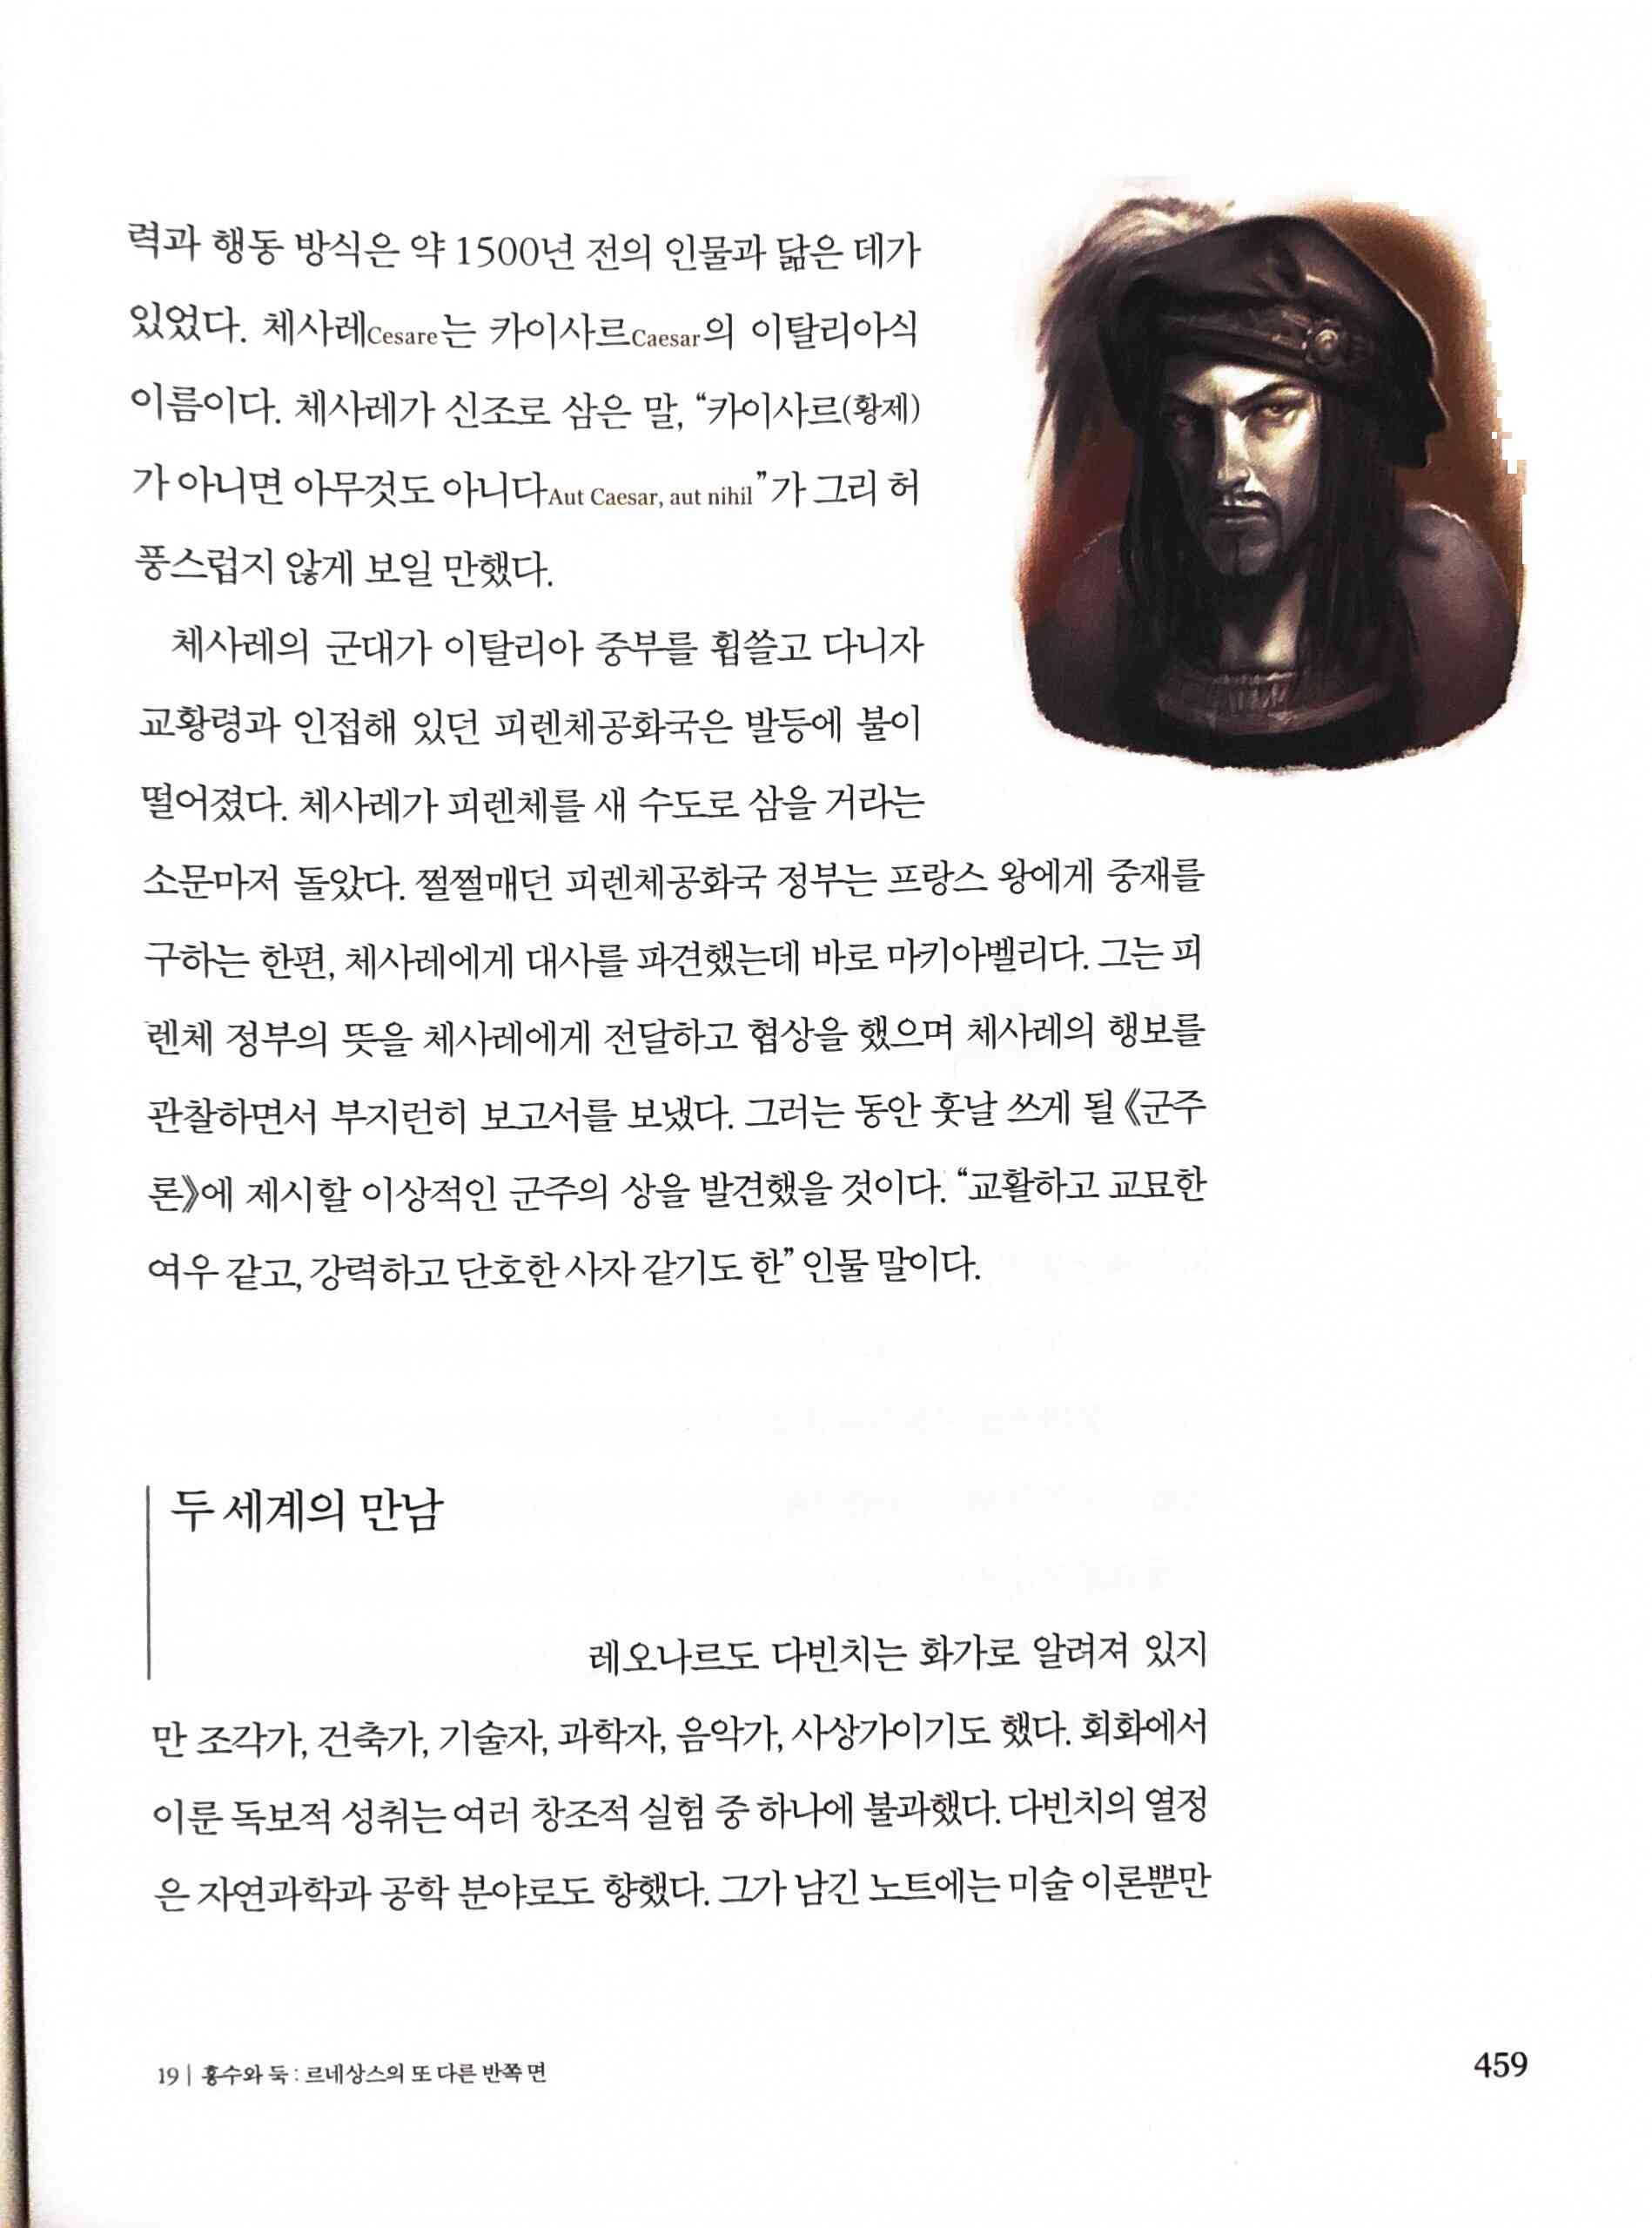 력과 행동 방식은 약 1500년 전의 인물과 닮은 데가
있었다. 체사레Cesare는 카이사르Caesar의 이탈리아식
이름이다. 체사레가 신조로 삼은 말, “카이사르(황제)
가 아니면 아무것도 아니다Aut Caesar, aut nihil”가 그리 허
풍스럽지 않게 보일 만했다.
체사레의 군대가 이탈리아 중부를 휩쓸고 다니자
교황령과 인접해 있던 피렌체공화국은 발등에 불이
떨어졌다. 체사레가 피렌체를 새 수도로 삼을 거라는
소문마저 돌았다. 쩔쩔매던 피렌체공화국 정부는 프랑스 왕에게 중재를
구하는 한편, 체사레에게 대사를 파견했는데 바로 마키아벨리다. 그는 피
렌체 정부의 뜻을 체사레에게 전달하고 협상을 했으며 체사레의 행보를
관찰하면서 부지런히 보고서를 보냈다. 그러는 동안 훗날 쓰게 될 《군주
론》에 제시할 이상적인 군주의 상을 발견했을 것이다. “교활하고 교묘한
여우 같고, 강력하고 단호한 사자 같기도 한” 인물 말이다.
두 세계의 만남
레오나르도 다빈치는 화가로 알려져 있지
만 조각가, 건축가, 기술자, 과학자, 음악가, 사상가이기도 했다. 회화에서
이룬 독보적 성취는 여러 창조적 실험 중 하나에 불과했다. 다빈치의 열정
은 자연과학과 공학 분야로도 향했다. 그가 남긴 노트에는 미술 이론뿐만
19 | 홍수와 둑 : 르네상스의 또 다른 반쪽 면
459